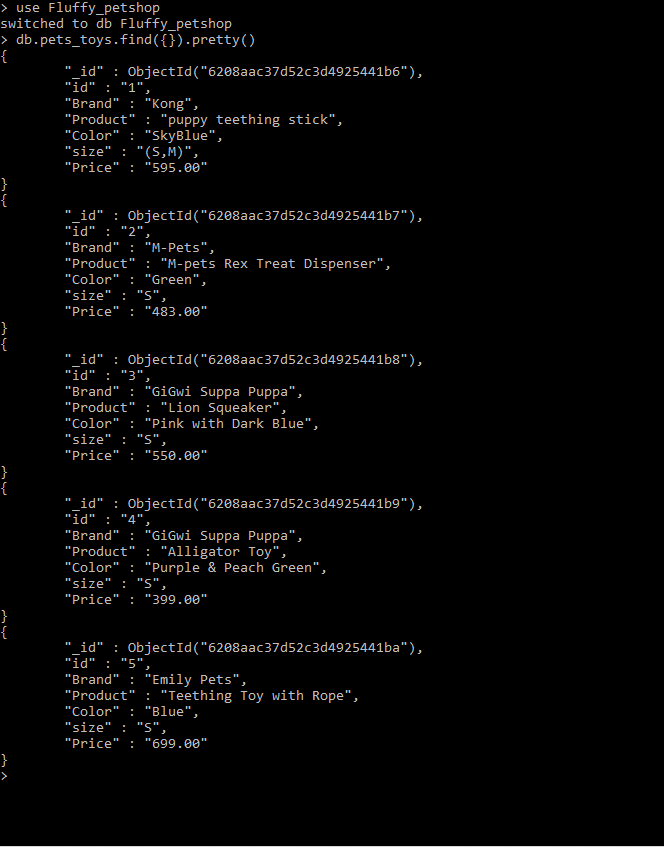 > use Fluffy_petshop
switched to db Fluffy_petshop
> db.pets_toys.find({}).pretty()
{
        "_id" : ObjectId("6208aac37d52c3d4925441b6"),
        "id" : "1",
        "Brand" : "Kong",
        "Product" : "puppy teething stick",
        "Color" : "SkyBlue",
        "size" : "(S,M)",
        "Price" : "595.00"
}
{
        "_id" : ObjectId("6208aac37d52c3d4925441b7"),
        "id" : "2",
        "Brand" : "M-Pets",
        "Product" : "M-pets Rex Treat Dispenser",
        "Color" : "Green",
        "size" : "S",
        "Price" : "483.00"
}
{
        "_id" : ObjectId("6208aac37d52c3d4925441b8"),
        "id" : "3",
        "Brand" : "GiGwi Suppa Puppa",
        "Product" : "Lion Squeaker",
        "Color" : "Pink with Dark Blue",
        "size" : "S",
        "Price" : "550.00"
}
{
        "_id" : ObjectId("6208aac37d52c3d4925441b9"),
        "id" : "4",
        "Brand" : "GiGwi Suppa Puppa",
        "Product" : "Alligator Toy",
        "Color" : "Purple & Peach Green",
        "size" : "S",
        "Price" : "399.00"
}
{
        "_id" : ObjectId("6208aac37d52c3d4925441ba"),
        "id" : "5",
        "Brand" : "Emily Pets",
        "Product" : "Teething Toy with Rope",
        "Color" : "Blue",
        "size" : "S",
        "Price" : "699.00"
}
>